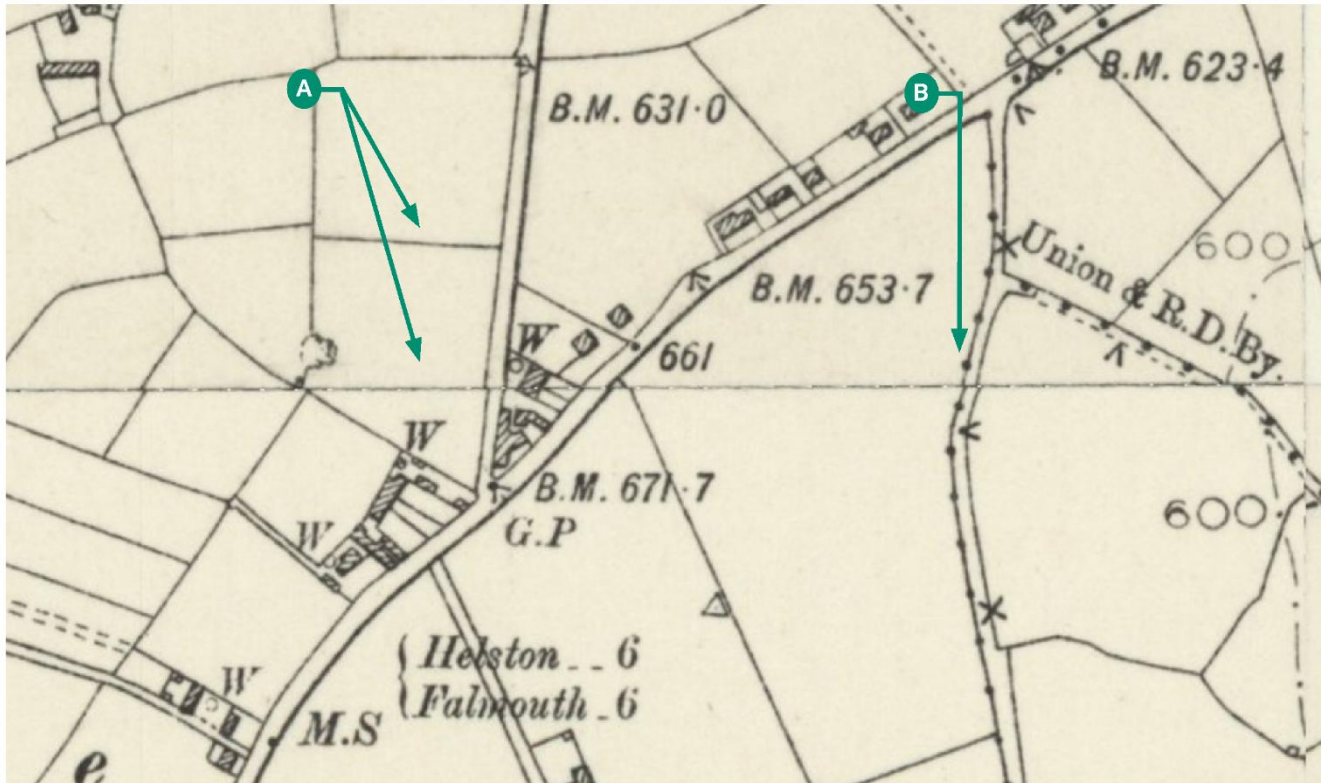 A
B
B.M. 623·4
B.M. 631·0
600
Union & R.D. By.
B.M. 653·7
W
661
W
B.M. 671·7
G.P
600
W
{ Helston _ _ 6
{ Falmouth _ 6
W
M.S
e